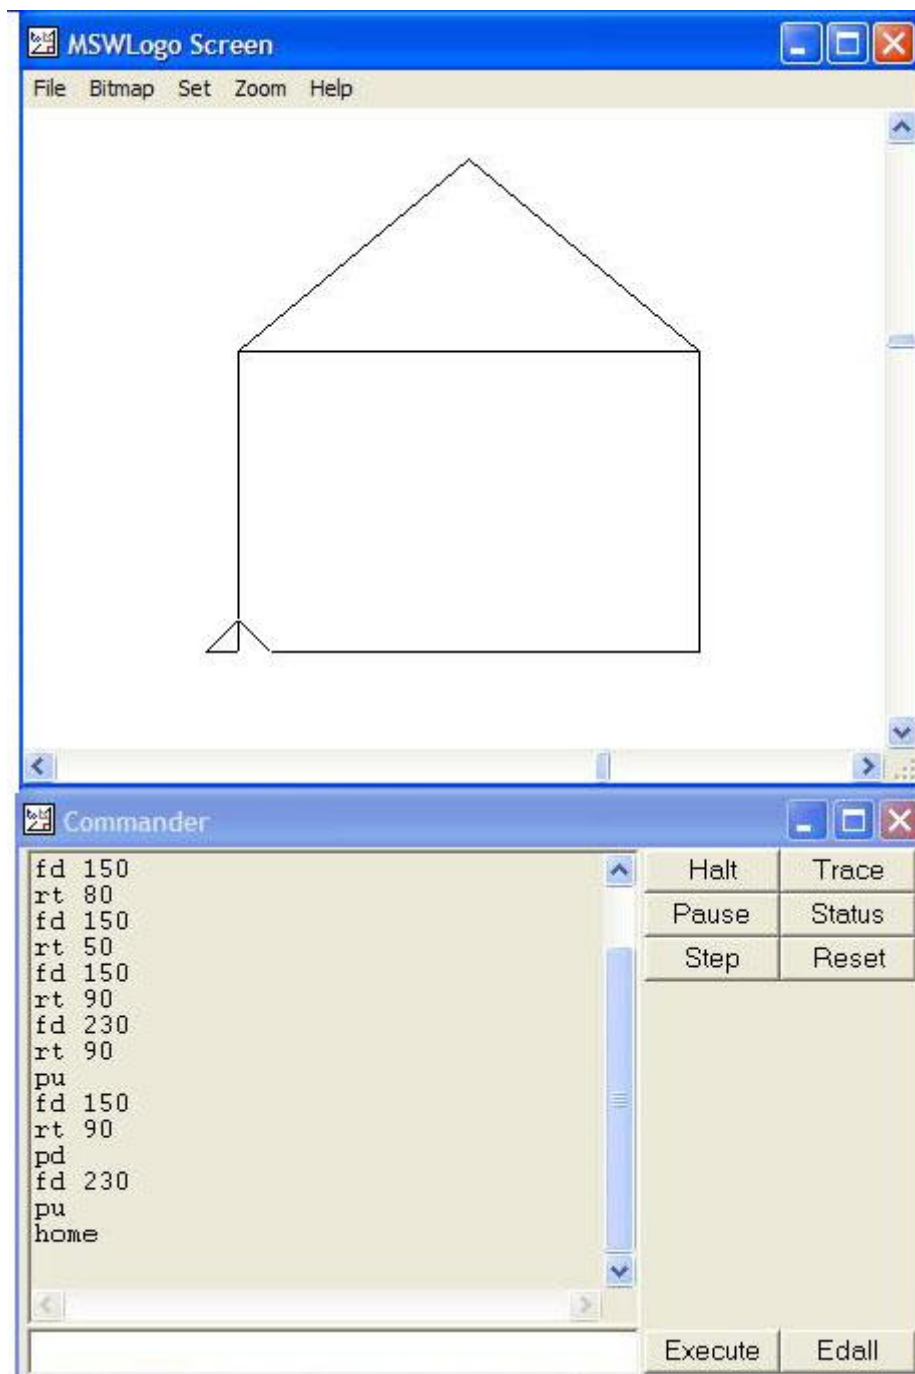 MSWLogo Screen
File Bitmap Set Zoom Help
Commander
fd 150
rt 80
fd 150
rt 50
fd 150
rt 90
fd 230
rt 90
pu
fd 150
rt 90
pd
fd 230
pu
home
Halt Trace
Pause Status
Step Reset
Execute Edall